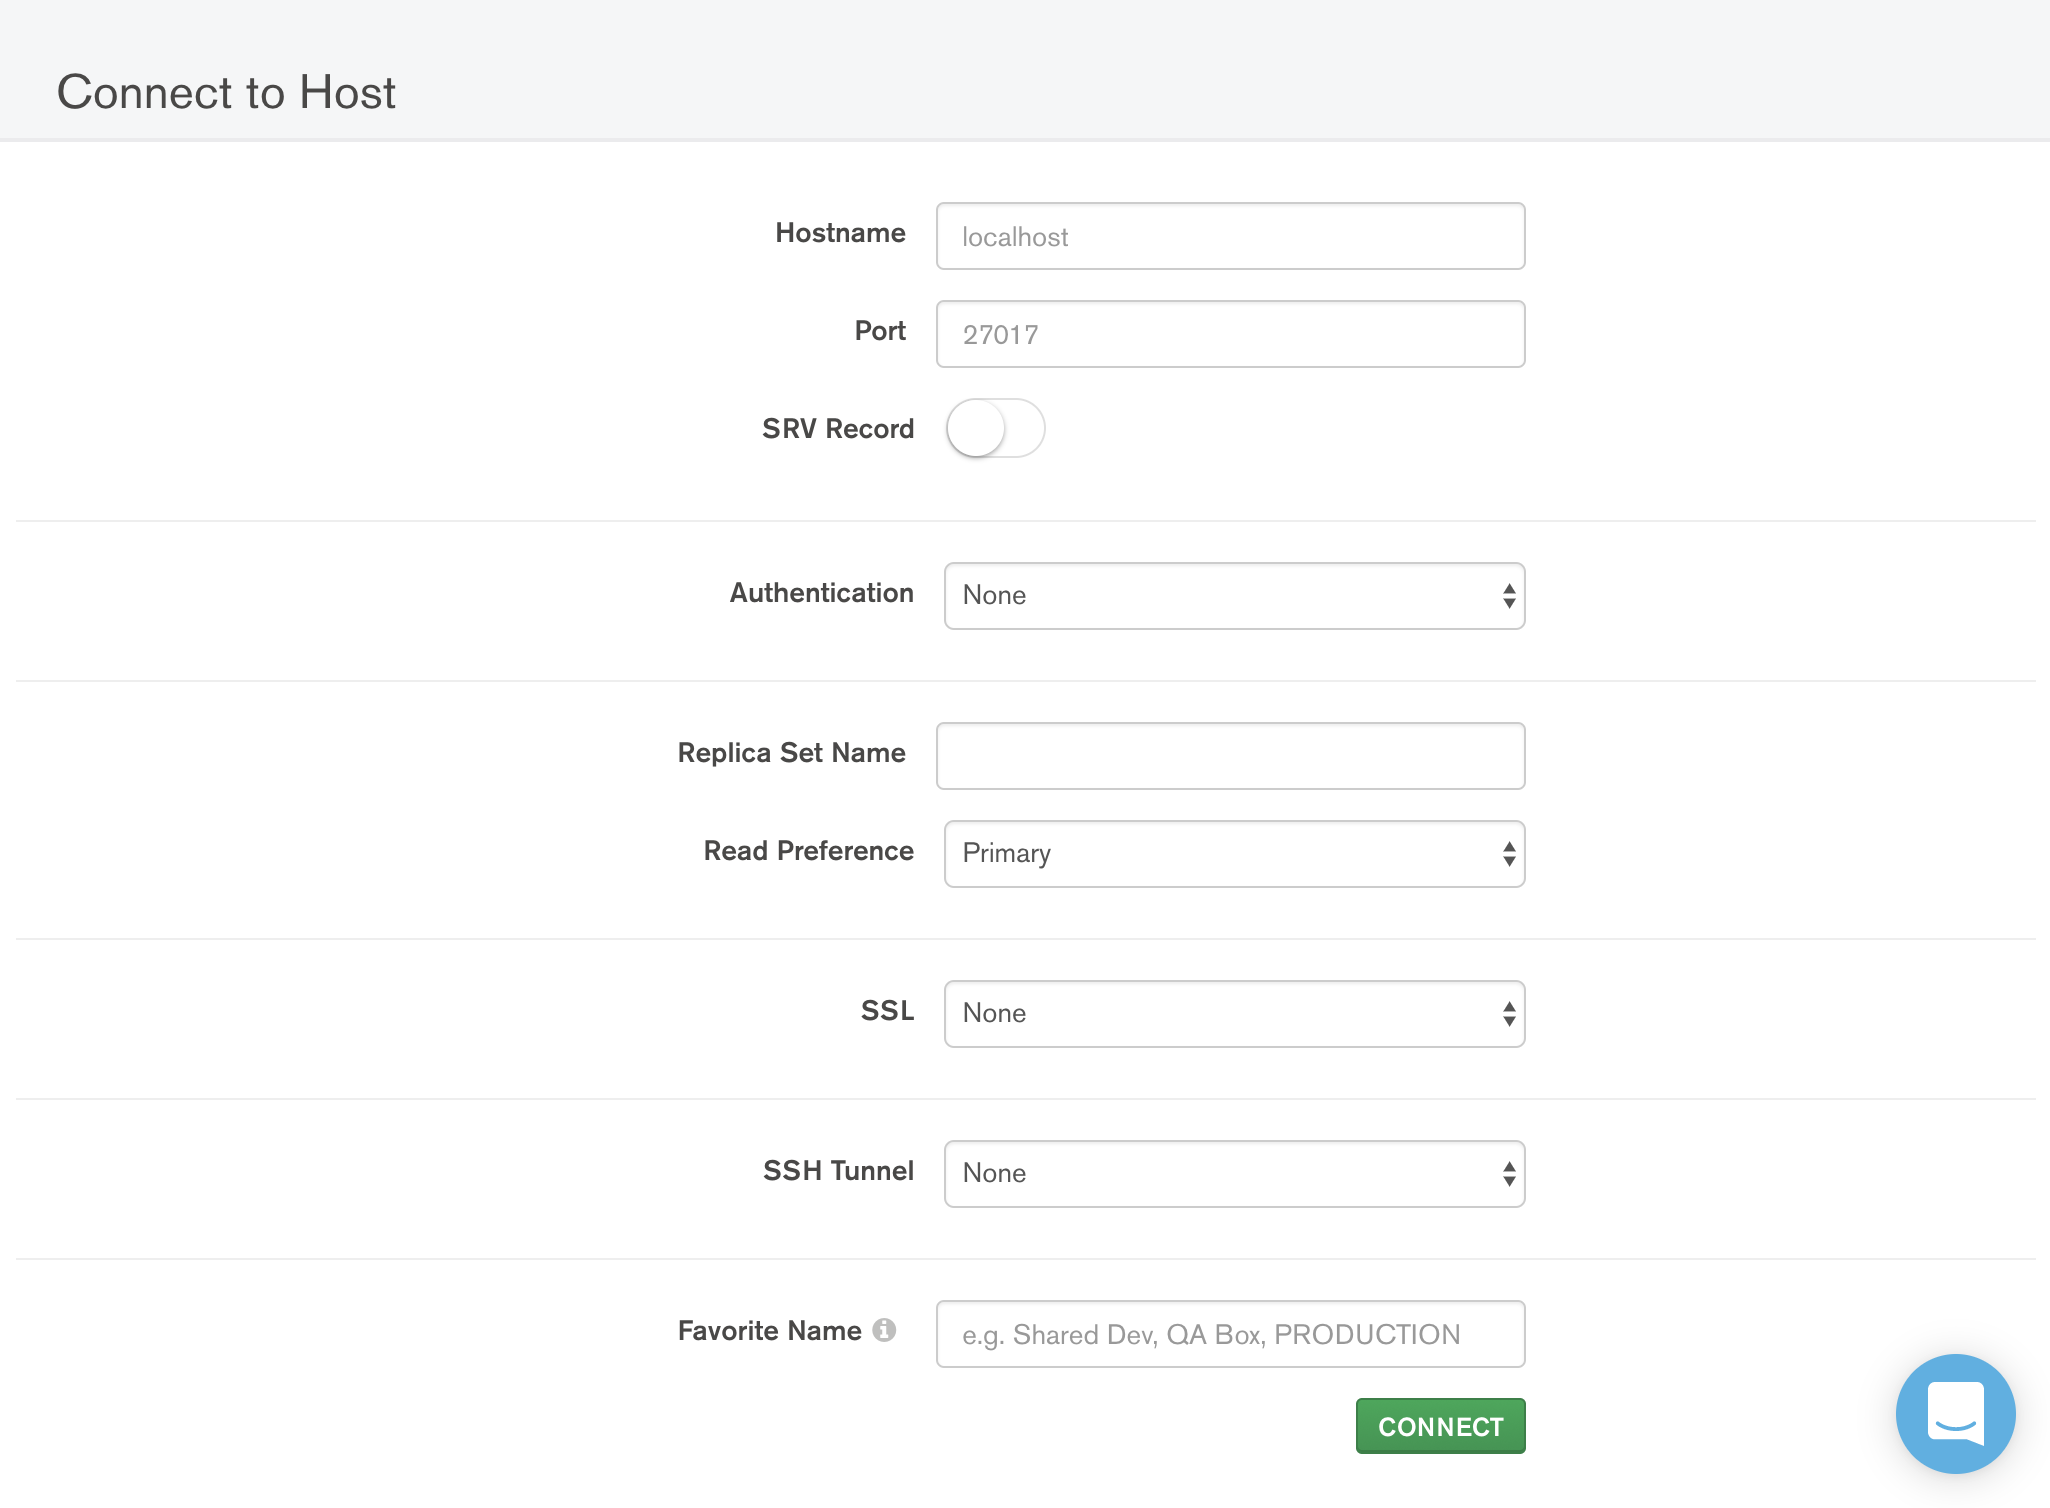 Connect to Host
Hostname localhost
Port 27017
SRV Record
Authentication None
Replica Set Name
Read Preference Primary
SSL None
SSH Tunnel None
Favorite Name e.g. Shared Dev, QA Box, PRODUCTION
CONNECT